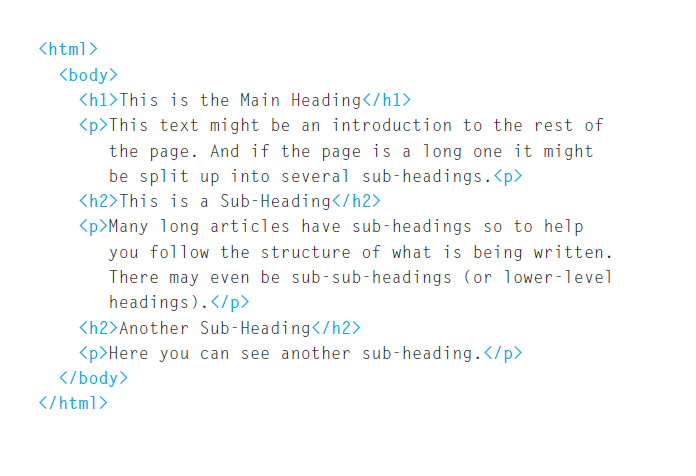 <html>
<body>
<h1>This is the Main Heading</h1>
<p>This text might be an introduction to the rest of
the page. And if the page is a long one it might
be split up into several sub-headings.<p>
<h2>This is a Sub-Heading</h2>
<p>Many long articles have sub-headings so to help
you follow the structure of what is being written.
There may even be sub-sub-headings (or lower-level
headings).</p>
<h2>Another Sub-Heading</h2>
<p>Here you can see another sub-heading.</p>
</body>
</html>